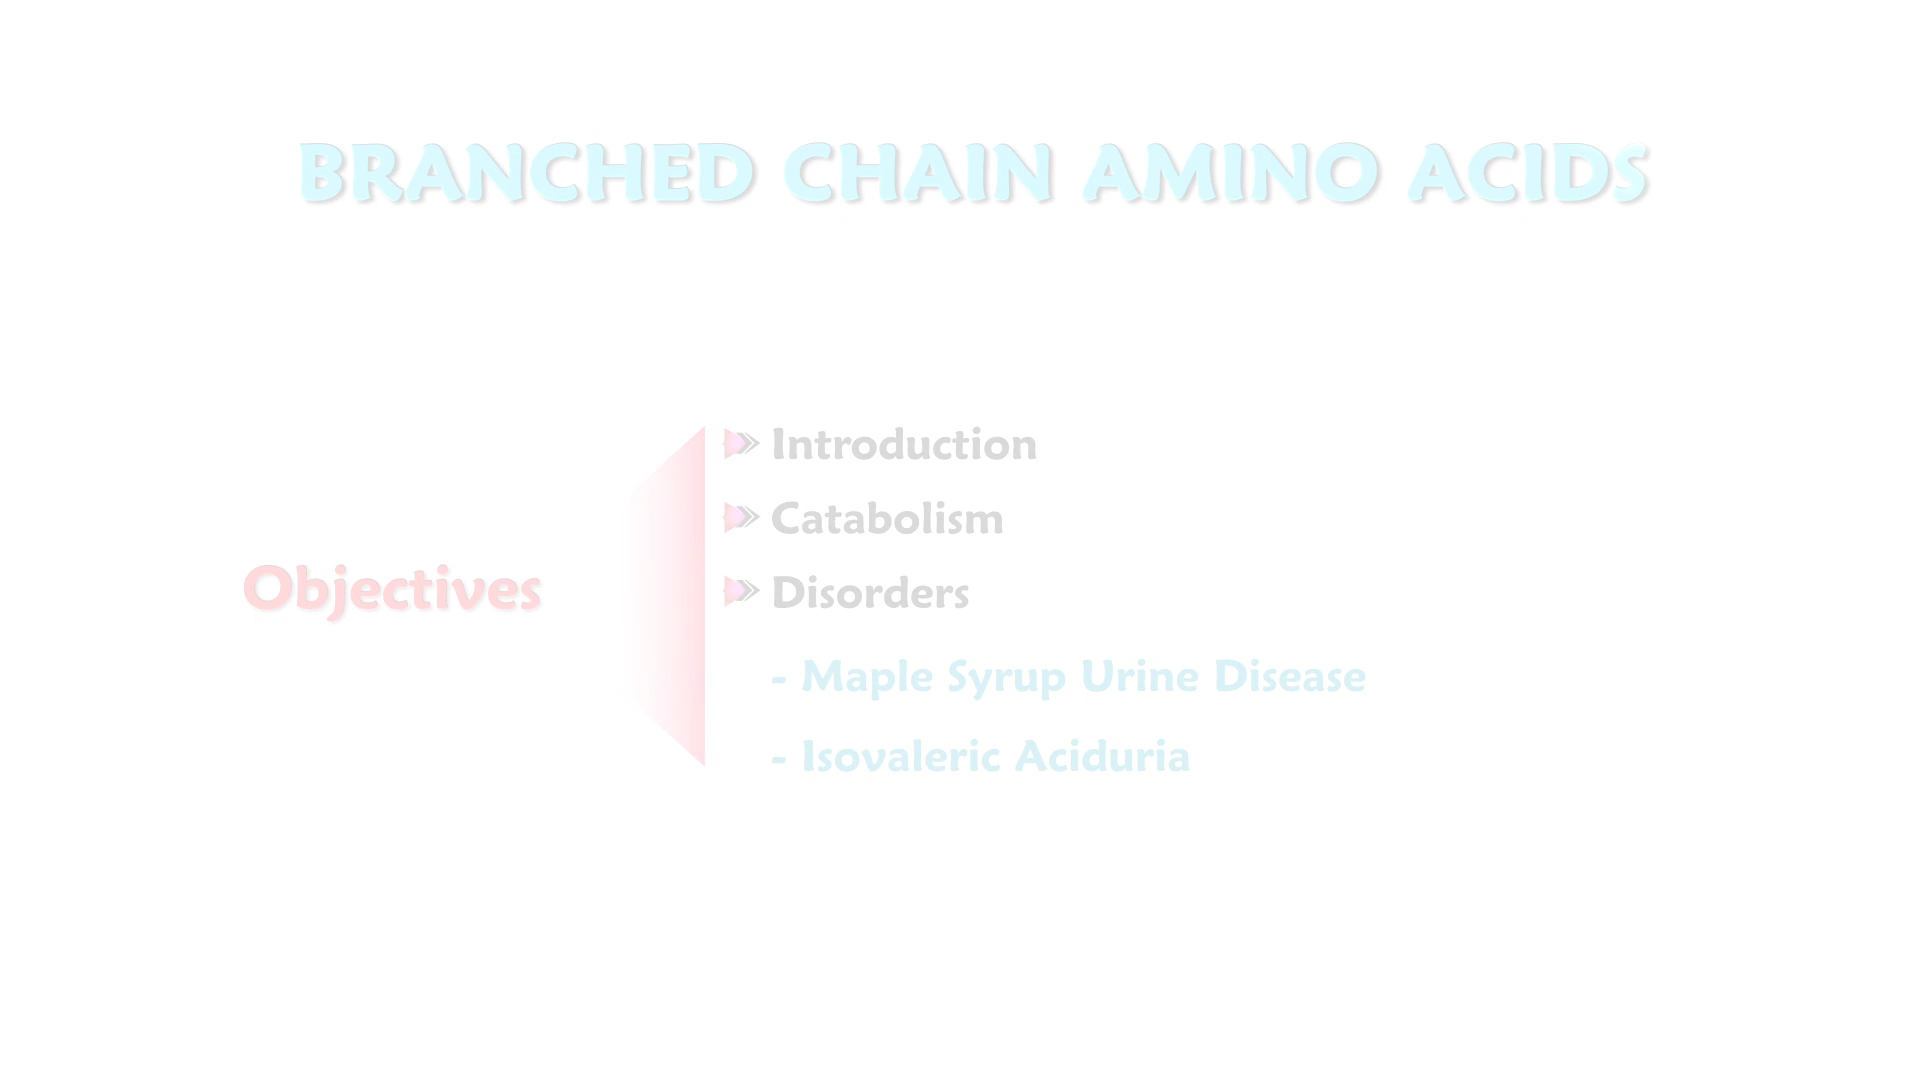 BRANCHED CHAIN AMINO ACIDS
Objectives
Introduction
Catabolism
Disorders
- Maple Syrup Urine Disease
- Isovaleric Aciduria